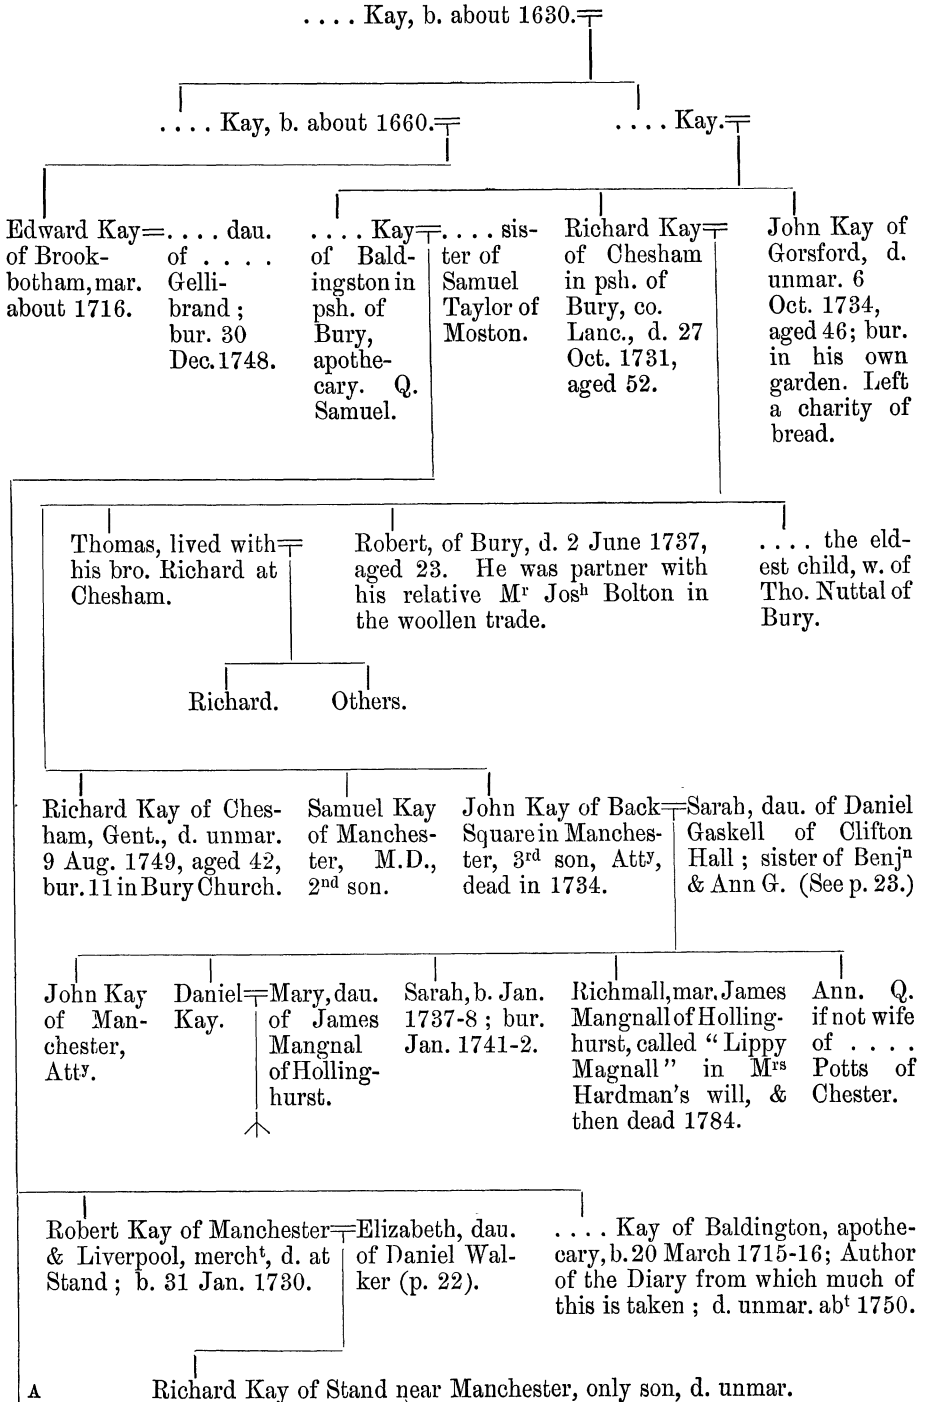 .... Kay, b. about 1630.
.... Kay, b. about 1660.
.... Kay.
Edward Kay=
of Brook-
botham, mar.
about 1716.
.... dau.
of ....
Gelli-
brand ;
bur. 30
Dec. 1748.
.... Kay
of Bald-
ingston in
psh. of
Bury,
apothe-
cary. Q.
Samuel.
.... sis-
ter of
Samuel
Taylor of
Moston.
Richard Kay
of Chesham
in psh. of
Bury, co.
Lanc., d. 27
Oct. 1731,
aged 52.
John Kay of
Gorsford, d.
unmar. 6
Oct. 1734,
aged 46; bur.
in his own
garden. Left
a charity of
bread.
Thomas, lived with
his bro. Richard at
Chesham.
Robert, of Bury, d. 2 June 1737,
aged 23. He was partner with
his relative Mʳ Josʰ Bolton in
the woollen trade.
.... the eld-
est child, w. of
Tho. Nuttal of
Bury.
Richard.
Others.
Richard Kay of Ches-
ham, Gent., d. unmar.
9 Aug. 1749, aged 42,
bur. 11 in Bury Church.
Samuel Kay
of Manches-
ter, M.D.,
2ⁿᵈ son.
John Kay of Back
Square in Manches-
ter, 3ʳᵈ son, Attʸ,
dead in 1734.
Sarah, dau. of Daniel
Gaskell of Clifton
Hall ; sister of Benjⁿ
& Ann G. (See p. 23.)
John Kay
of Man-
chester,
Attʸ.
Daniel
Kay.
Mary, dau.
of James
Mangnal
of Holling-
hurst.
Sarah, b. Jan.
1737-8 ; bur.
Jan. 1741-2.
Richmall, mar. James
Mangnall of Holling-
hurst, called “ Lippy
Magnall ” in Mʳˢ
Hardman's will, &
then dead 1784.
Ann. Q.
if not wife
of ....
Potts of
Chester.
Robert Kay of Manchester
& Liverpool, merchᵗ, d. at
Stand ; b. 31 Jan. 1730.
Elizabeth, dau.
of Daniel Wal-
ker (p. 22).
.... Kay of Baldington, apothe-
cary, b. 20 March 1715-16; Author
of the Diary from which much of
this is taken ; d. unmar. abᵗ 1750.
A
Richard Kay of Stand near Manchester, only son, d. unmar.